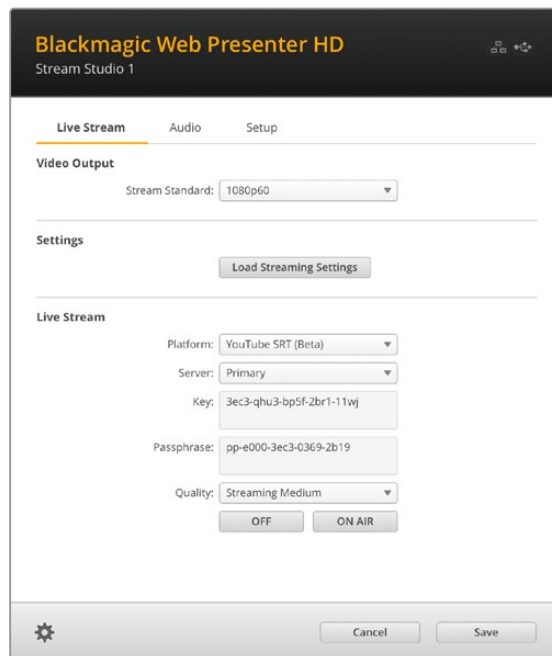 Blackmagic Web Presenter HD
Stream Studio 1
Live Stream Audio Setup
Video Output
Stream Standard: 1080p60
Settings
Load Streaming Settings
Live Stream
Platform: YouTube SRT (Beta)
Server: Primary
Key: 3ec3-qhu3-bp5f-2br1-11wj
Passphrase: pp-e000-3ec3-0369-2b19
Quality: Streaming Medium
OFF ON AIR
Cancel Save